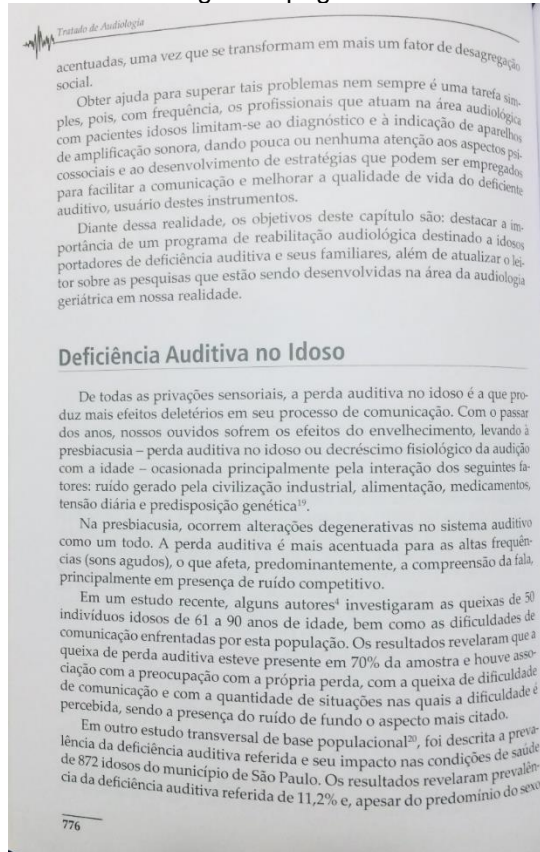 Tratado de Audiologia
acentuadas, uma vez que se transformam em mais um fator de desagregação
social.
Obter ajuda para superar tais problemas nem sempre é uma tarefa sim-
ples, pois, com frequência, os profissionais que atuam na área audiológica
com pacientes idosos limitam-se ao diagnóstico e à indicação de aparelhos
de amplificação sonora, dando pouca ou nenhuma atenção aos aspectos psi-
cossociais e ao desenvolvimento de estratégias que podem ser empregados
para facilitar a comunicação e melhorar a qualidade de vida do deficiente
auditivo, usuário destes instrumentos.
Diante dessa realidade, os objetivos deste capítulo são: destacar a im-
portância de um programa de reabilitação audiológica destinado a idosos
portadores de deficiência auditiva e seus familiares, além de atualizar o lei-
tor sobre as pesquisas que estão sendo desenvolvidas na área da audiologia
geriátrica em nossa realidade.
Deficiência Auditiva no Idoso
De todas as privações sensoriais, a perda auditiva no idoso é a que pro-
duz mais efeitos deletérios em seu processo de comunicação. Com o passar
dos anos, nossos ouvidos sofrem os efeitos do envelhecimento, levando à
presbiacusia – perda auditiva no idoso ou decréscimo fisiológico da audição
com a idade – ocasionada principalmente pela interação dos seguintes fa-
tores: ruído gerado pela civilização industrial, alimentação, medicamentos,
tensão diária e predisposição genética¹⁹.
Na presbiacusia, ocorrem alterações degenerativas no sistema auditivo
como um todo. A perda auditiva é mais acentuada para as altas frequên-
cias (sons agudos), o que afeta, predominantemente, a compreensão da fala,
principalmente em presença de ruído competitivo.
Em um estudo recente, alguns autores⁴ investigaram as queixas de 50
indivíduos idosos de 61 a 90 anos de idade, bem como as dificuldades de
comunicação enfrentadas por esta população. Os resultados revelaram que a
queixa de perda auditiva esteve presente em 70% da amostra e houve asso-
ciação com a preocupação com a própria perda, com a queixa de dificuldade
de comunicação e com a quantidade de situações nas quais a dificuldade é
percebida, sendo a presença do ruído de fundo o aspecto mais citado.
Em outro estudo transversal de base populacional²⁰, foi descrita a preva-
lência da deficiência auditiva referida e seu impacto nas condições de saúde
de 872 idosos do município de São Paulo. Os resultados revelaram prevalên-
cia da deficiência auditiva referida de 11,2% e, apesar do predomínio do sexo
776